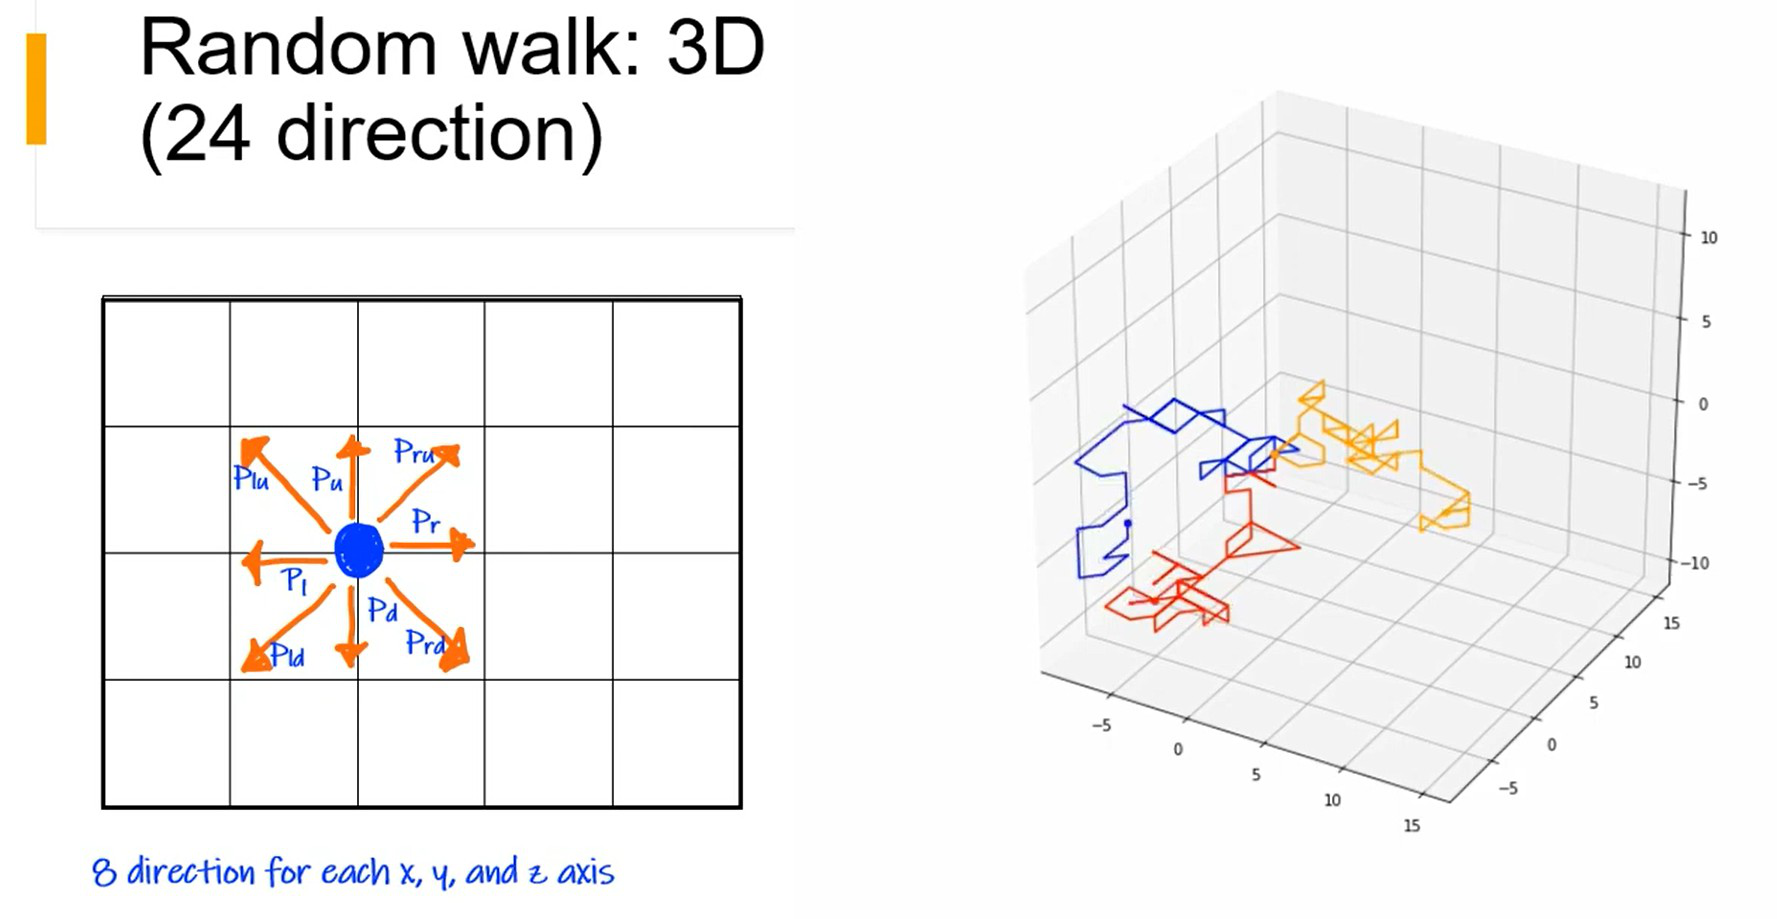 Random walk: 3D
(24 direction)
Plu
Pu
Pru
Pr
Pl
Pd
Pld
Prd
8 direction for each x, y, and z axis
10
5
0
−5
−10
15
10
5
0
−5
−5
0
5
10
15